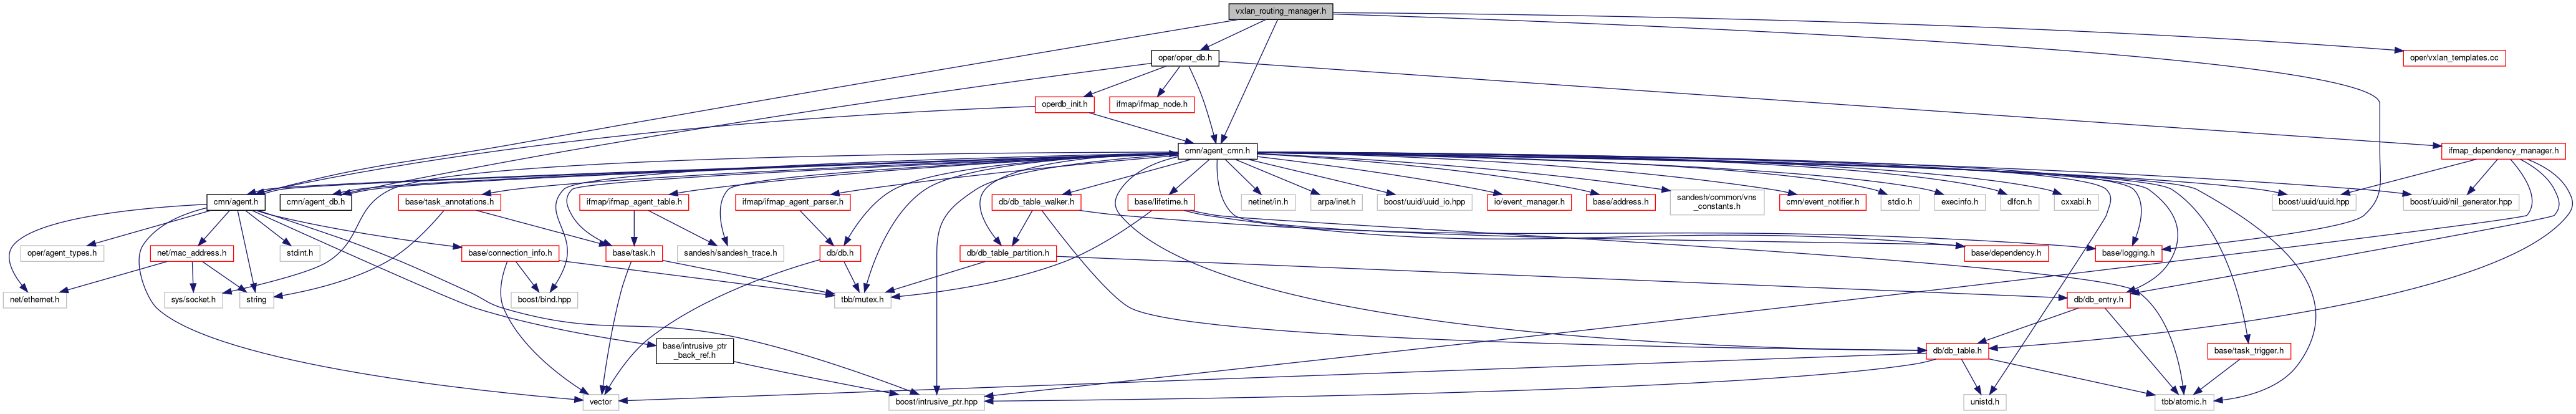 vxlan_routing_manager.h
oper/oper_db.h
oper/vxlan_templates.cc
operdb_init.h
ifmap/ifmap_node.h
cmn/agent_cmn.h
ifmap_dependency_manager.h
cmn/agent.h
cmn/agent_db.h
base/task_annotations.h
ifmap/ifmap_agent_table.h
ifmap/ifmap_agent_parser.h
db/db_table_walker.h
base/lifetime.h
netinet/in.h
arpa/inet.h
boost/uuid/uuid_io.hpp
io/event_manager.h
base/address.h
sandesh/common/vns
_constants.h
cmn/event_notifier.h
stdio.h
execinfo.h
dlfcn.h
cxxabi.h
boost/uuid/uuid.hpp
boost/uuid/nil_generator.hpp
oper/agent_types.h
net/mac_address.h
stdint.h
base/connection_info.h
base/task.h
sandesh/sandesh_trace.h
db/db.h
db/db_table_partition.h
base/dependency.h
base/logging.h
net/ethernet.h
sys/socket.h
string
boost/bind.hpp
tbb/mutex.h
db/db_entry.h
base/intrusive_ptr
_back_ref.h
db/db_table.h
base/task_trigger.h
vector
boost/intrusive_ptr.hpp
unistd.h
tbb/atomic.h